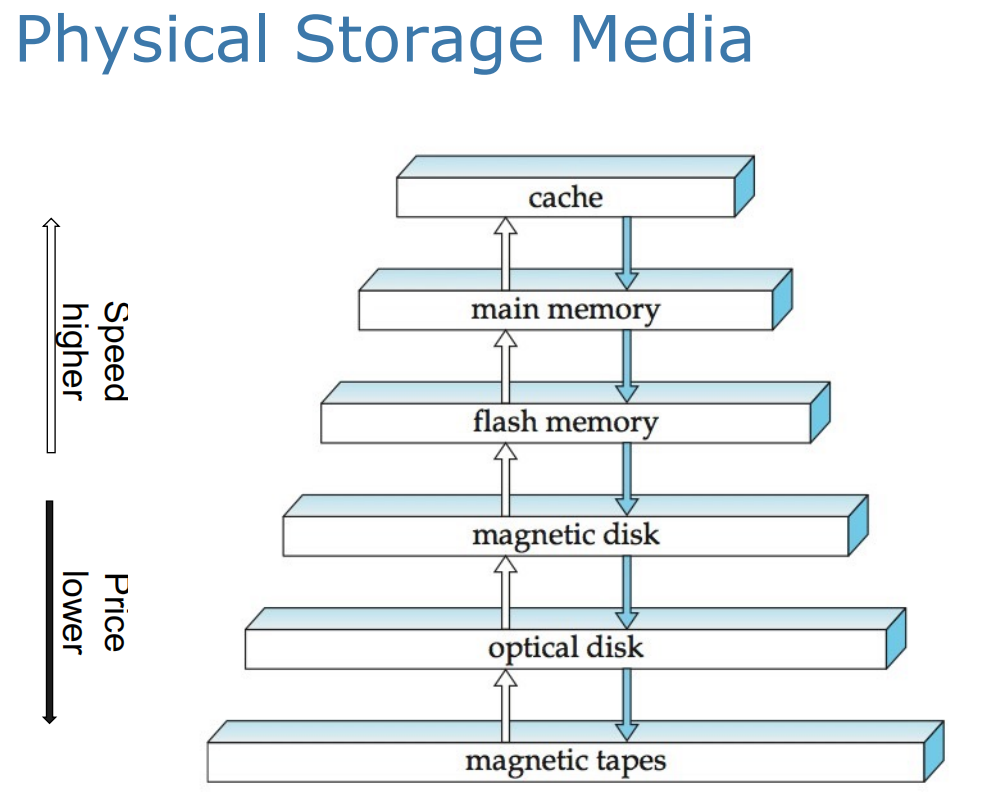 Physical Storage Media
cache
main memory
flash memory
magnetic disk
optical disk
magnetic tapes
Speed
higher
Price
lower